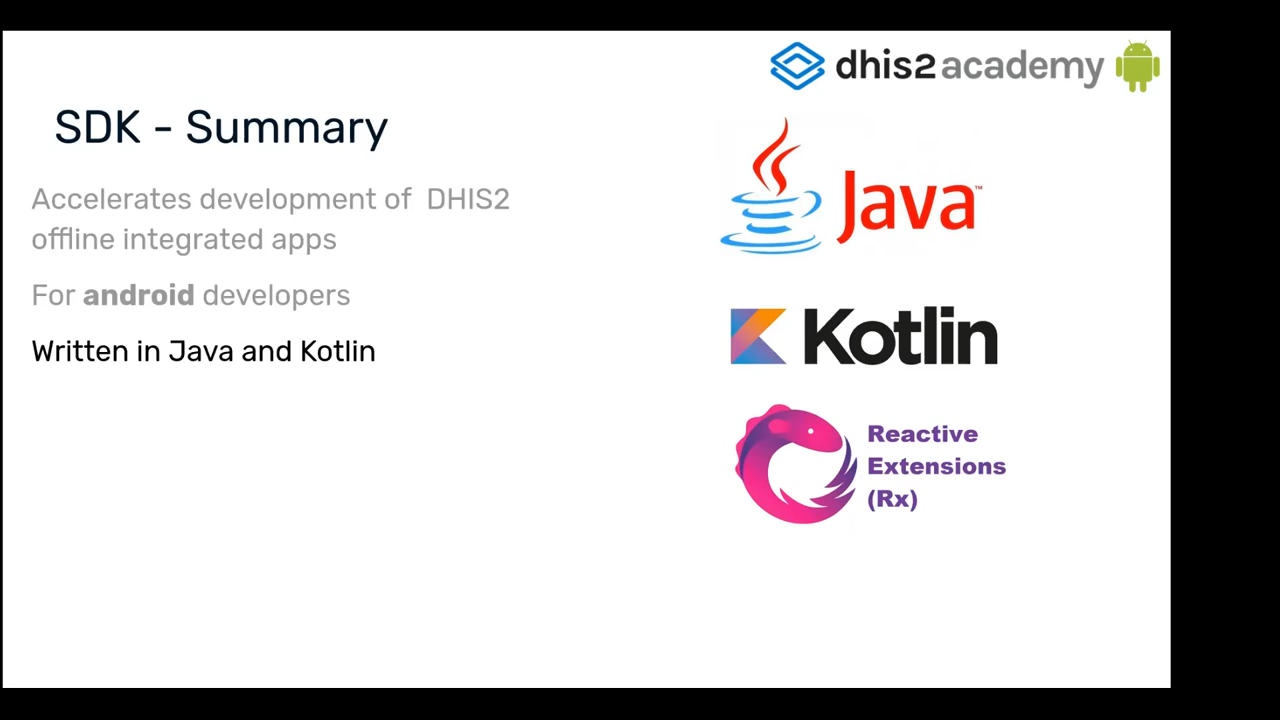 dhis2 academy
SDK - Summary
Accelerates development of DHIS2
offline integrated apps
For android developers
Written in Java and Kotlin
Java™
Kotlin
Reactive
Extensions
(Rx)